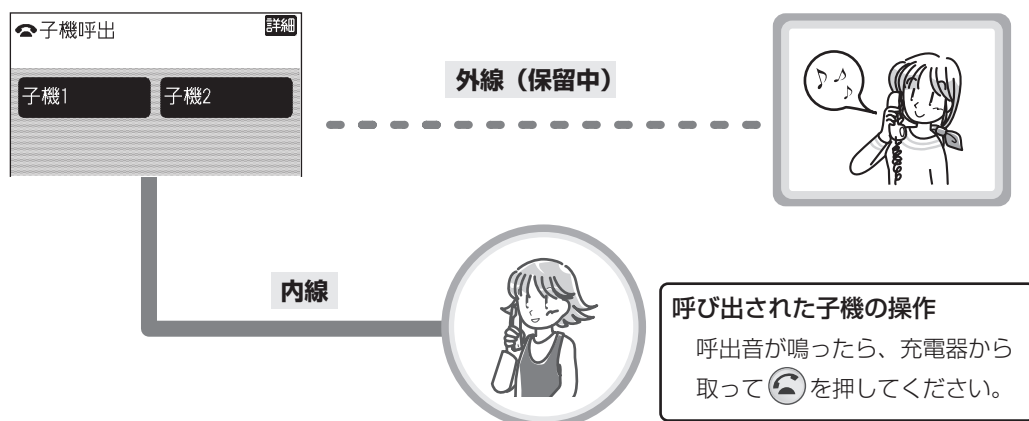 子機呼出
詳細
子機1 子機2
外線（保留中）
内線
呼び出された子機の操作
呼出音が鳴ったら、充電器から
取って を押してください。